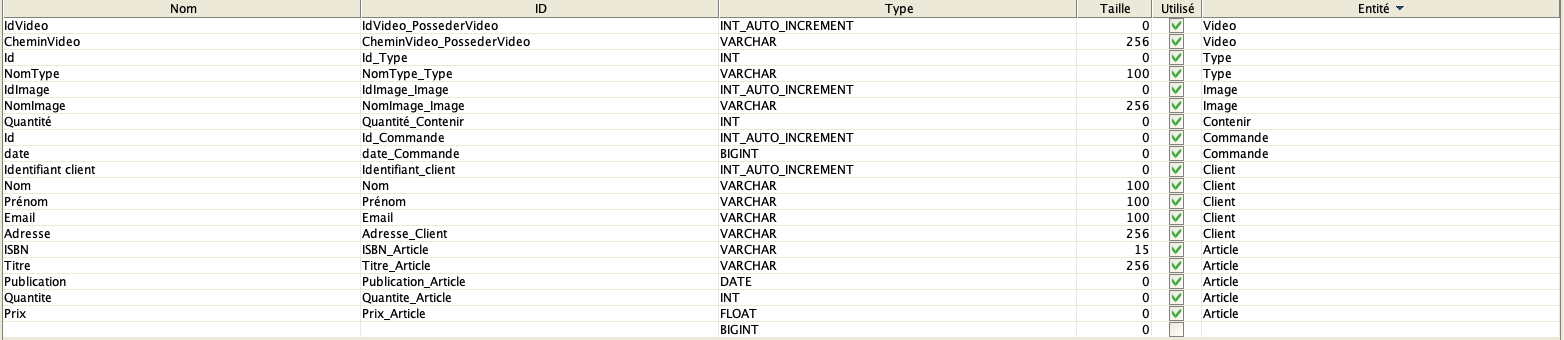 Nom ID Type Taille Utilisé Entité
IdVideo IdVideo_PossederVideo INT_AUTO_INCREMENT 0 Video
CheminVideo CheminVideo_PossederVideo VARCHAR 256 Video
Id Id_Type INT 0 Type
NomType NomType_Type VARCHAR 100 Type
IdImage IdImage_Image INT_AUTO_INCREMENT 0 Image
NomImage NomImage_Image VARCHAR 256 Image
Quantité Quantité_Contenir INT 0 Contenir
Id Id_Commande INT_AUTO_INCREMENT 0 Commande
date date_Commande BIGINT 0 Commande
Identifiant client Identifiant_client INT_AUTO_INCREMENT 0 Client
Nom Nom VARCHAR 100 Client
Prénom Prénom VARCHAR 100 Client
Email Email VARCHAR 100 Client
Adresse Adresse_Client VARCHAR 256 Client
ISBN ISBN_Article VARCHAR 15 Article
Titre Titre_Article VARCHAR 256 Article
Publication Publication_Article DATE 0 Article
Quantite Quantite_Article INT 0 Article
Prix Prix_Article FLOAT 0 Article
BIGINT 0